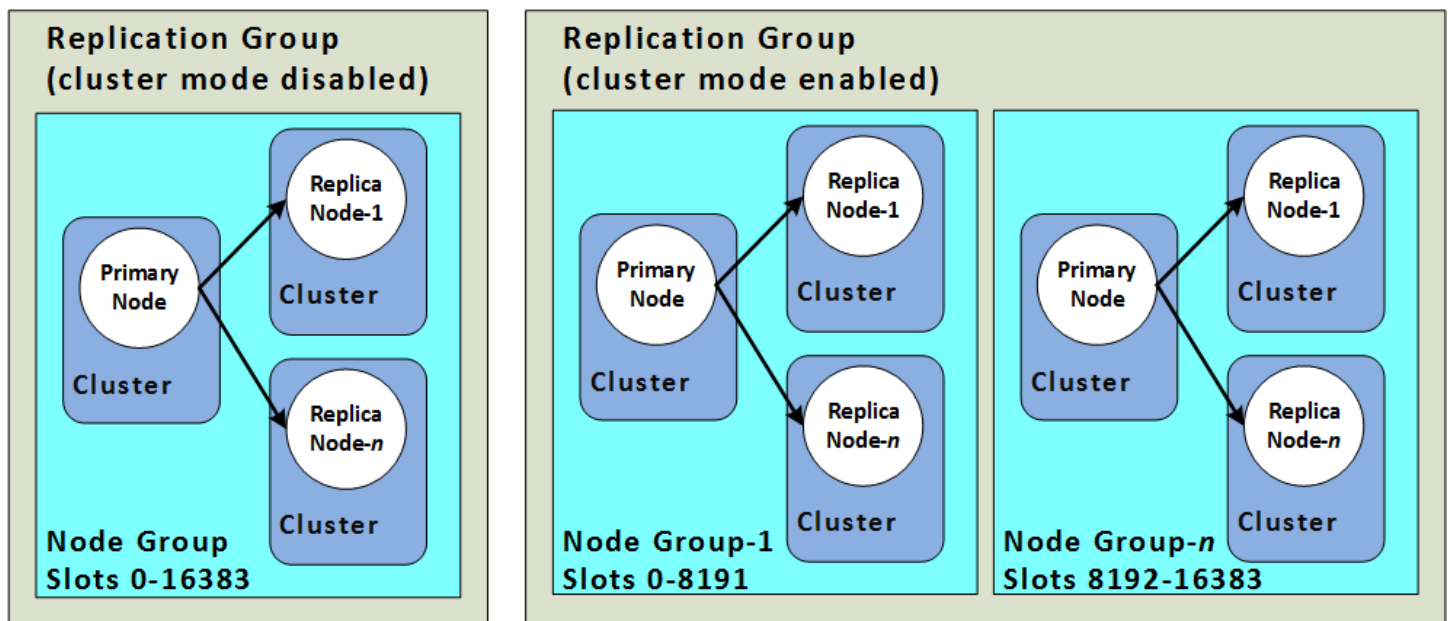 Replication Group
(cluster mode disabled)
Replica
Node-1
Cluster
Primary
Node
Cluster
Replica
Node-n
Cluster
Node Group
Slots 0-16383
Replication Group
(cluster mode enabled)
Replica
Node-1
Cluster
Primary
Node
Cluster
Replica
Node-n
Cluster
Node Group-1
Slots 0-8191
Replica
Node-1
Cluster
Primary
Node
Cluster
Replica
Node-n
Cluster
Node Group-n
Slots 8192-16383